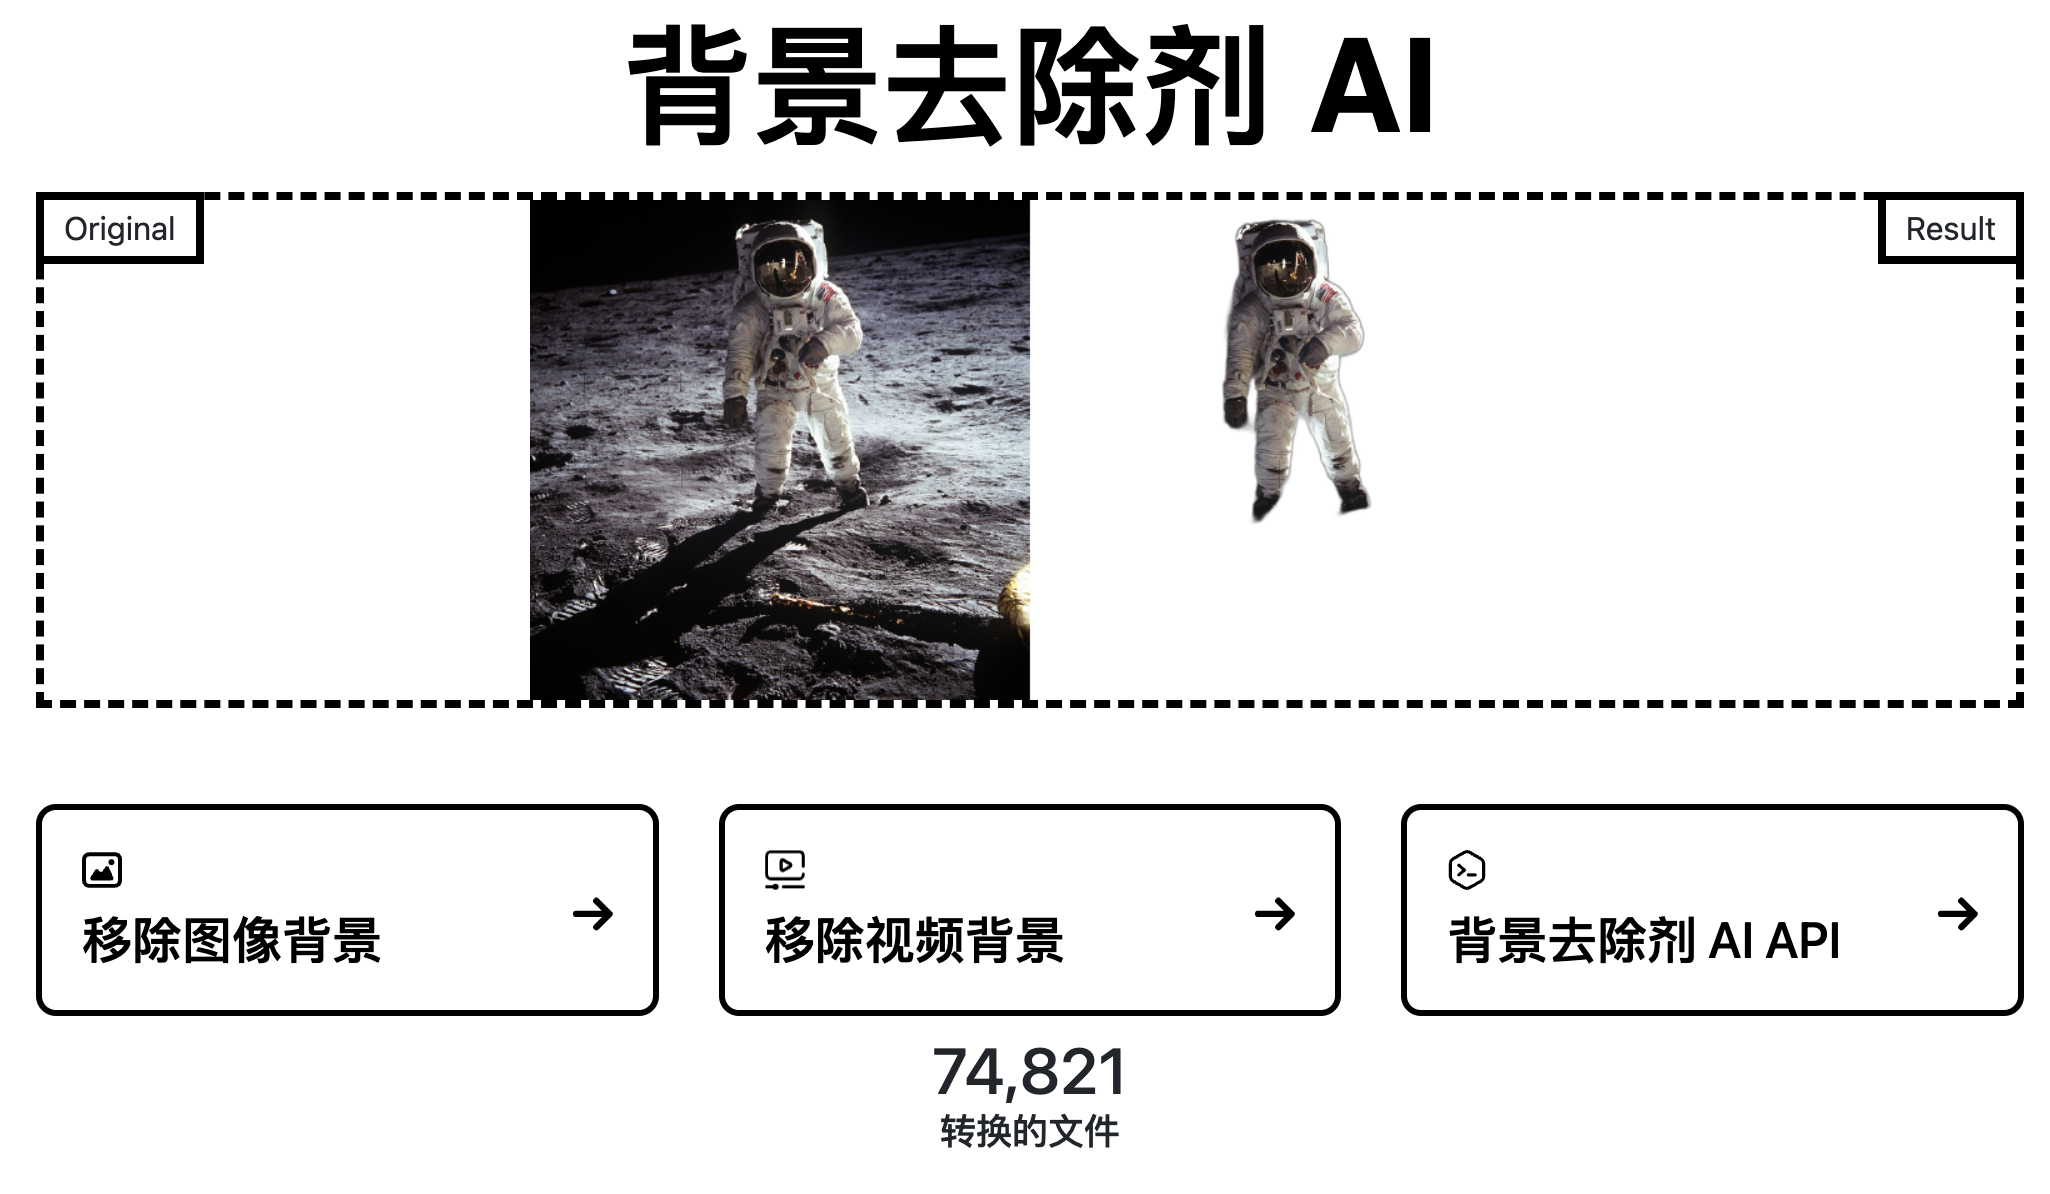 背景去除剂 AI
Original
Result
移除图像背景
移除视频背景
背景去除剂 AI API
74,821
转换的文件